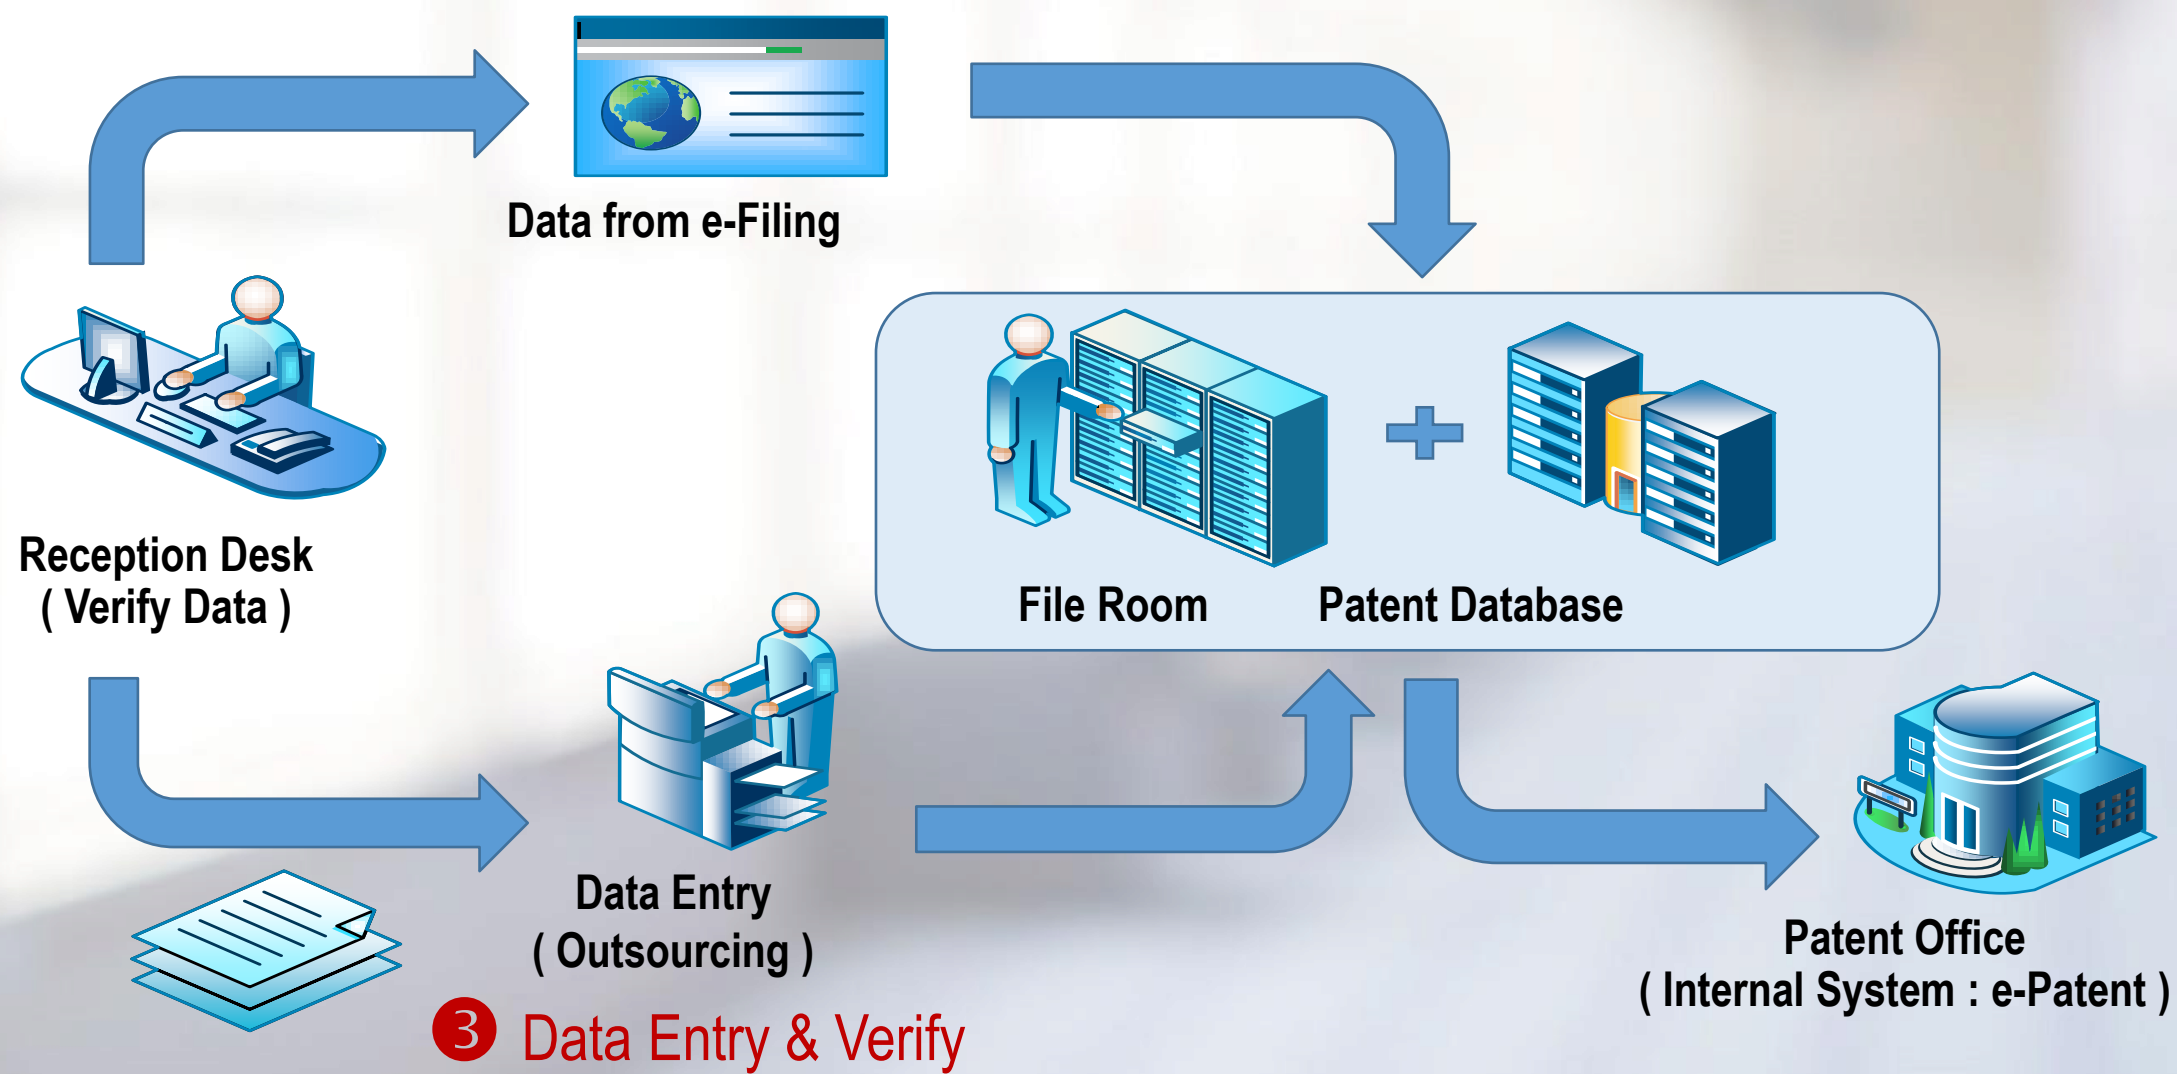 Data from e-Filing
Reception Desk
( Verify Data )
File Room
Patent Database
Data Entry
( Outsourcing )
Patent Office
( Internal System : e-Patent )
3 Data Entry & Verify